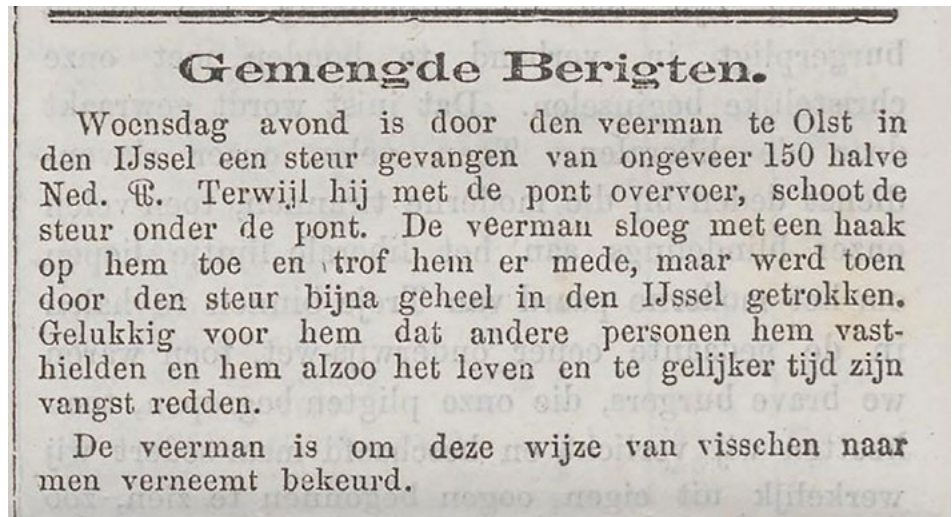 Gemengde Berigten.
Woensdag avond is door den veerman te Olst in
den IJssel een steur gevangen van ongeveer 150 halve
Ned. ℔. Terwijl hij met de pont overvoer, schoot de
steur onder de pont. De veerman sloeg met een haak
op hem toe en trof hem er mede, maar werd toen
door den steur bijna geheel in den IJssel getrokken.
Gelukkig voor hem dat andere personen hem vast-
hielden en hem alzoo het leven en te gelijker tijd zijn
vangst redden.
De veerman is om deze wijze van visschen naar
men verneemt bekeurd.